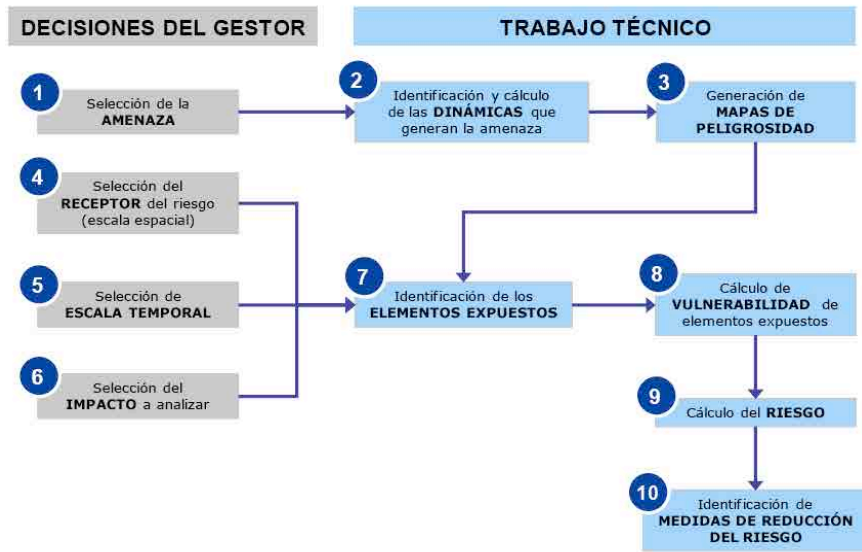 DECISIONES DEL GESTOR
TRABAJO TÉCNICO
1
Selección de la
AMENAZA
2
Identificación y cálculo
de las DINÁMICAS que
generan la amenaza
3
Generación de
MAPAS DE
PELIGROSIDAD
4
Selección del
RECEPTOR del riesgo
(escala espacial)
5
Selección de
ESCALA TEMPORAL
6
Selección del
IMPACTO a analizar
7
Identificación de los
ELEMENTOS EXPUESTOS
8
Cálculo de
VULNERABILIDAD de
elementos expuestos
9
Cálculo del RIESGO
10
Identificación de
MEDIDAS DE REDUCCIÓN
DEL RIESGO